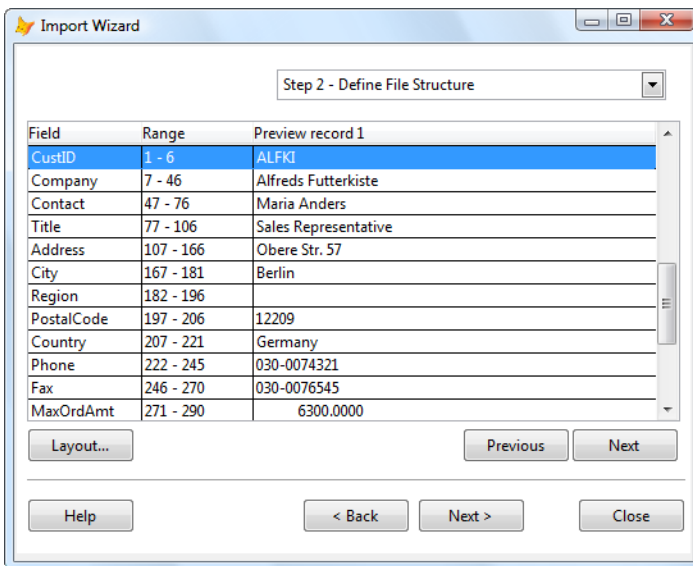 Import Wizard
Step 2 - Define File Structure
Field Range Preview record 1
CustID 1 - 6 ALFKI
Company 7 - 46 Alfreds Futterkiste
Contact 47 - 76 Maria Anders
Title 77 - 106 Sales Representative
Address 107 - 166 Obere Str. 57
City 167 - 181 Berlin
Region 182 - 196
PostalCode 197 - 206 12209
Country 207 - 221 Germany
Phone 222 - 245 030-0074321
Fax 246 - 270 030-0076545
MaxOrdAmt 271 - 290 6300.0000
Layout... Previous Next
Help < Back Next > Close